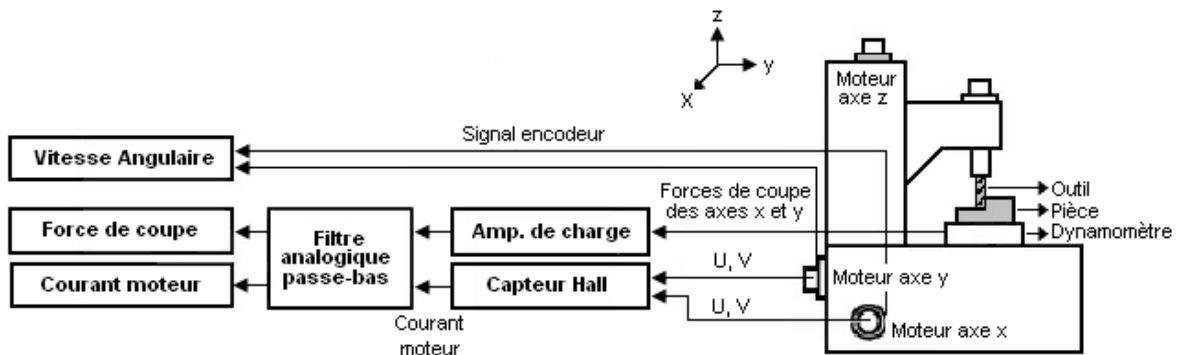 z
y
X
Moteur
axe z
Signal encodeur
Vitesse Angulaire
Forces de coupe
des axes x et y
Outil
Pièce
Dynamomètre
Force de coupe
Filtre
analogique
passe-bas
Amp. de charge
U, V
Moteur axe y
Courant moteur
Capteur Hall
U, V
Moteur axe x
Courant
moteur